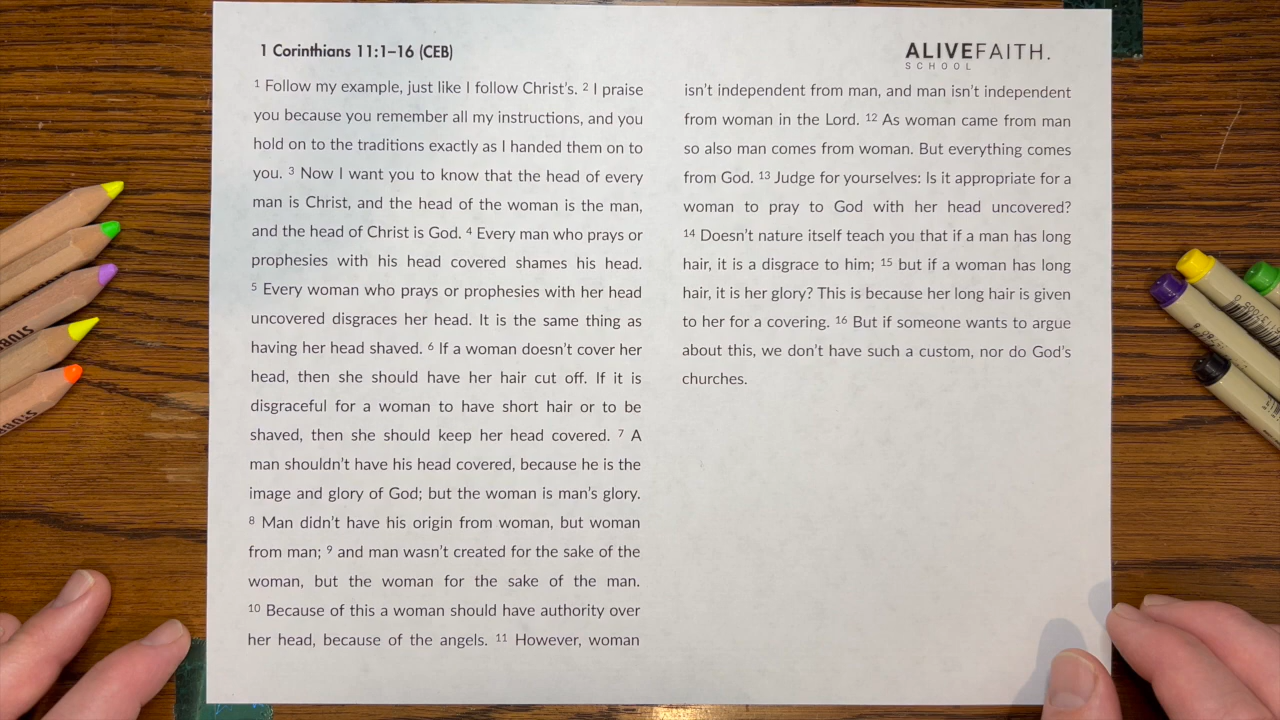 1 Corinthians 11:1–16 (CEB)
ALIVEFAITH.
SCHOOL
1 Follow my example, just like I follow Christ’s. 2 I praise
you because you remember all my instructions, and you
hold on to the traditions exactly as I handed them on to
you. 3 Now I want you to know that the head of every
man is Christ, and the head of the woman is the man,
and the head of Christ is God. 4 Every man who prays or
prophesies with his head covered shames his head.
5 Every woman who prays or prophesies with her head
uncovered disgraces her head. It is the same thing as
having her head shaved. 6 If a woman doesn’t cover her
head, then she should have her hair cut off. If it is
disgraceful for a woman to have short hair or to be
shaved, then she should keep her head covered. 7 A
man shouldn’t have his head covered, because he is the
image and glory of God; but the woman is man’s glory.
8 Man didn’t have his origin from woman, but woman
from man; 9 and man wasn’t created for the sake of the
woman, but the woman for the sake of the man.
10 Because of this a woman should have authority over
her head, because of the angels. 11 However, woman
isn’t independent from man, and man isn’t independent
from woman in the Lord. 12 As woman came from man
so also man comes from woman. But everything comes
from God. 13 Judge for yourselves: Is it appropriate for a
woman to pray to God with her head uncovered?
14 Doesn’t nature itself teach you that if a man has long
hair, it is a disgrace to him; 15 but if a woman has long
hair, it is her glory? This is because her long hair is given
to her for a covering. 16 But if someone wants to argue
about this, we don’t have such a custom, nor do God’s
churches.